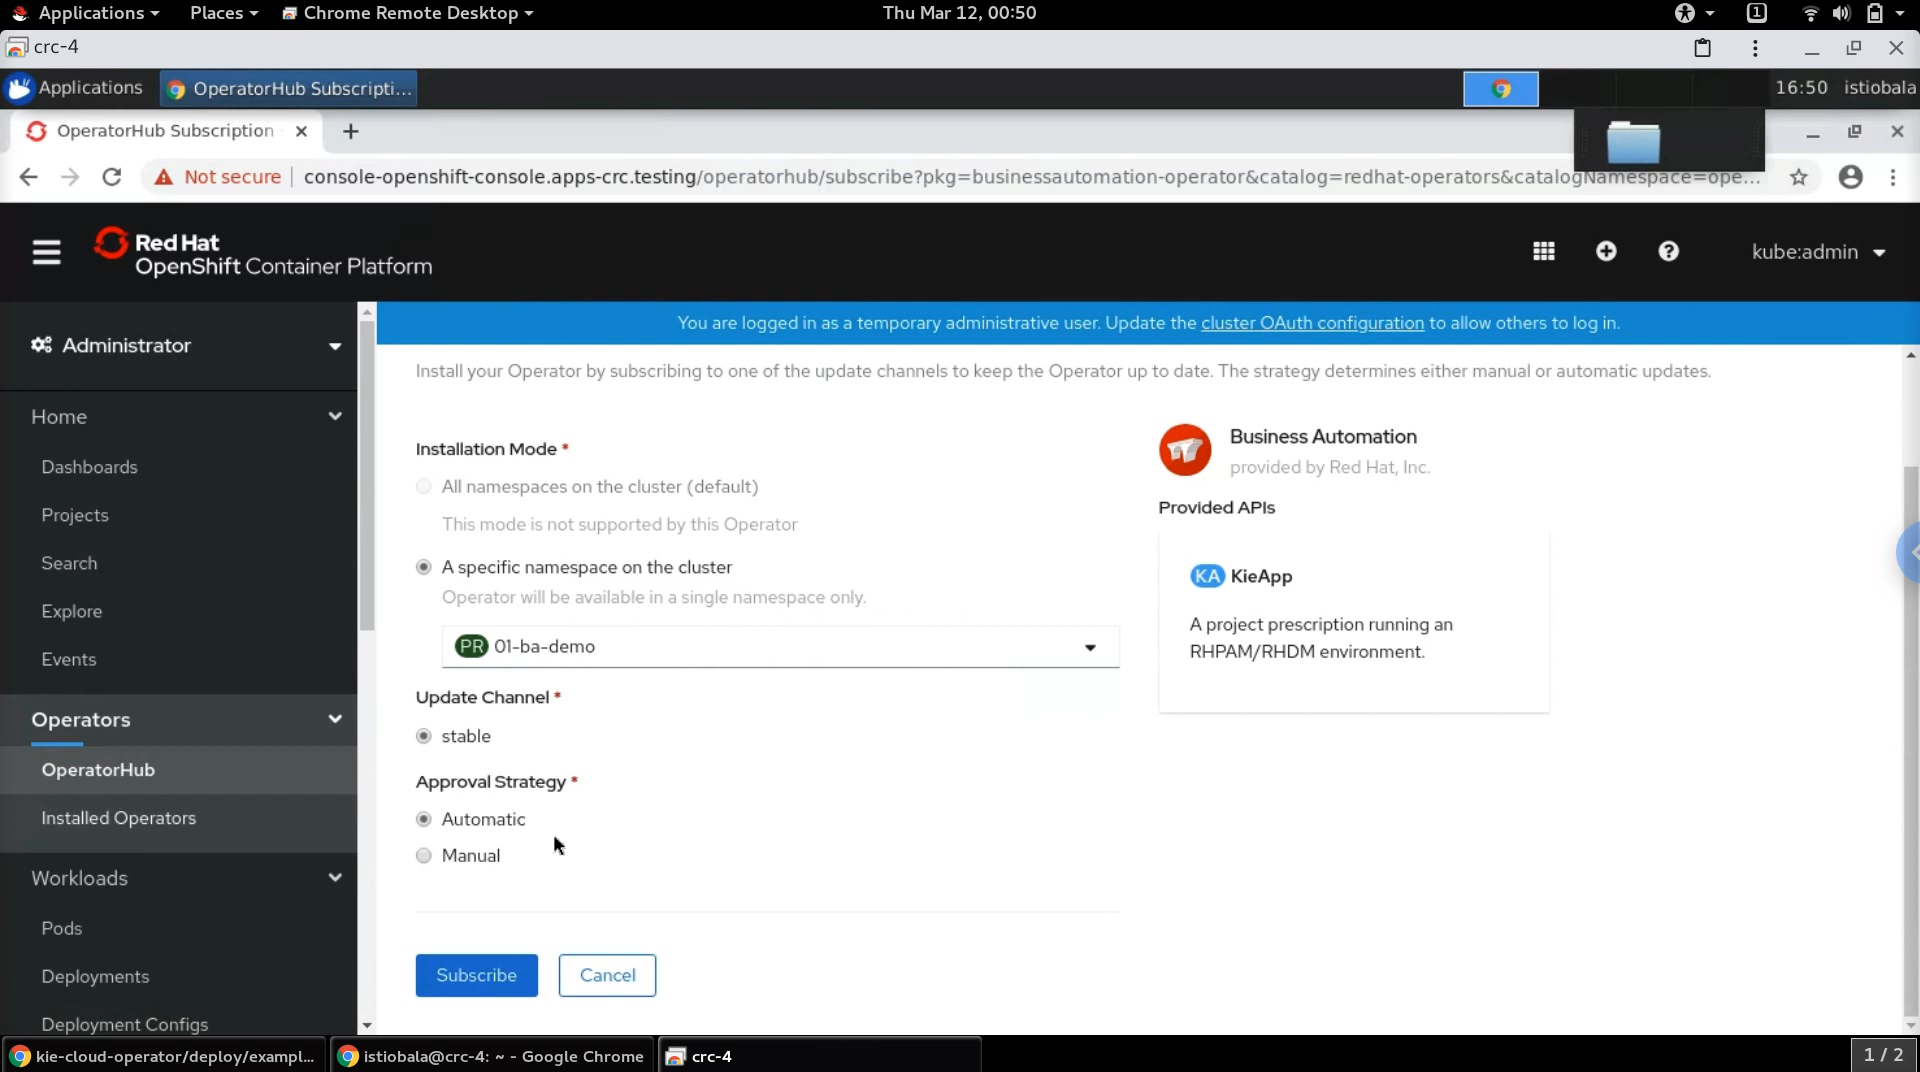 Applications Places Chrome Remote Desktop Thu Mar 12, 00:50 1
crc-4
Applications OperatorHub Subscripti... 16:50 istiobala
OperatorHub Subscription
Not secure console-openshift-console.apps-crc.testing/operatorhub/subscribe?pkg=businessautomation-operator&catalog=redhat-operators&catalogNamespace=ope...
Red Hat
OpenShift Container Platform
kube:admin
You are logged in as a temporary administrative user. Update the cluster OAuth configuration to allow others to log in.
Administrator
Home
Dashboards
Projects
Search
Explore
Events
Operators
OperatorHub
Installed Operators
Workloads
Pods
Deployments
Deployment Configs
Install your Operator by subscribing to one of the update channels to keep the Operator up to date. The strategy determines either manual or automatic updates.
Installation Mode *
All namespaces on the cluster (default)
This mode is not supported by this Operator
A specific namespace on the cluster
Operator will be available in a single namespace only.
PR 01-ba-demo
Update Channel *
stable
Approval Strategy *
Automatic
Manual
Subscribe Cancel
Business Automation
provided by Red Hat, Inc.
Provided APIs
KA KieApp
A project prescription running an
RHPAM/RHDM environment.
kie-cloud-operator/deploy/exampl... istiobala@crc-4: ~ - Google Chrome crc-4 1 / 2